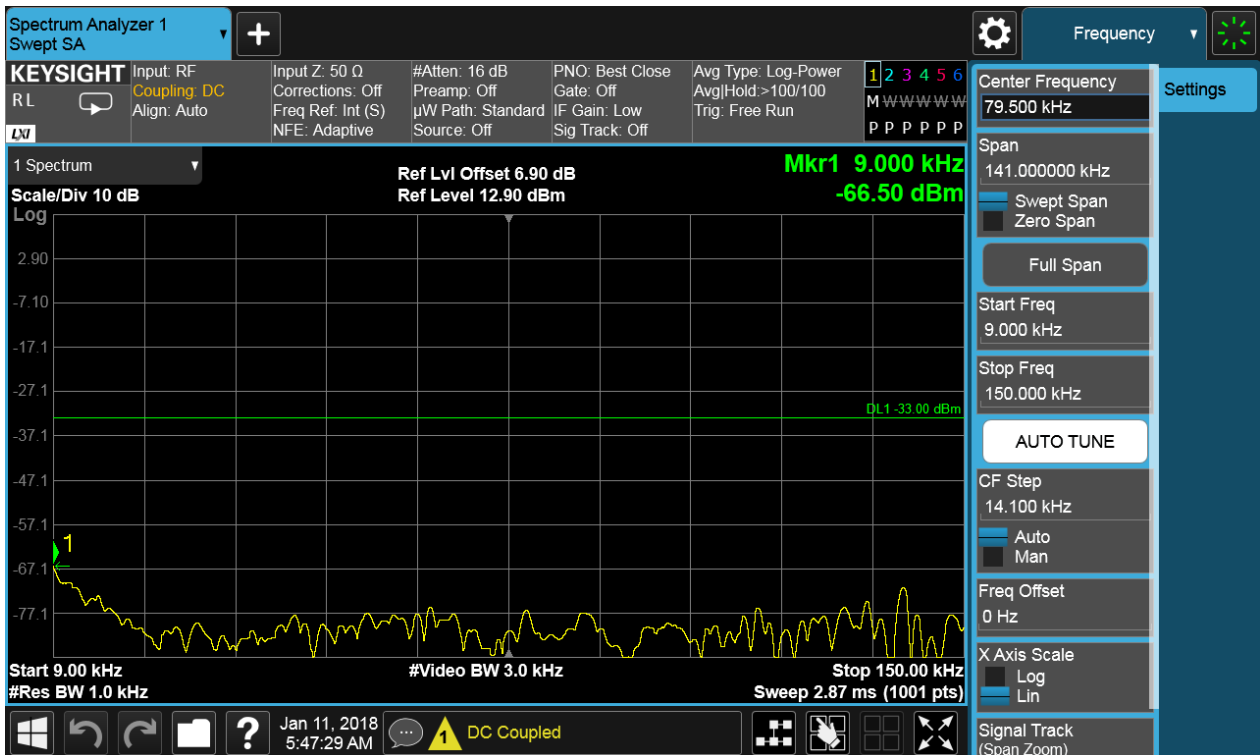 Spectrum Analyzer 1
Swept SA
Frequency
KEYSIGHT
R L
LXI
Input: RF
Coupling: DC
Align: Auto
Input Z: 50 Ω
Corrections: Off
Freq Ref: Int (S)
NFE: Adaptive
#Atten: 16 dB
Preamp: Off
µW Path: Standard
Source: Off
PNO: Best Close
Gate: Off
IF Gain: Low
Sig Track: Off
Avg Type: Log-Power
Avg|Hold:>100/100
Trig: Free Run
1 2 3 4 5 6
M W W W W W
P P P P P P
1 Spectrum
Scale/Div 10 dB
Log
Ref Lvl Offset 6.90 dB
Ref Level 12.90 dBm
Mkr1 9.000 kHz
-66.50 dBm
2.90
-7.10
-17.1
-27.1
DL1 -33.00 dBm
-37.1
-47.1
-57.1
1
-67.1
-77.1
Start 9.00 kHz
#Video BW 3.0 kHz
Stop 150.00 kHz
#Res BW 1.0 kHz
Sweep 2.87 ms (1001 pts)
Center Frequency
79.500 kHz
Settings
Span
141.000000 kHz
Swept Span
Zero Span
Full Span
Start Freq
9.000 kHz
Stop Freq
150.000 kHz
AUTO TUNE
CF Step
14.100 kHz
Auto
Man
Freq Offset
0 Hz
X Axis Scale
Log
Lin
Signal Track
(Span Zoom)
?
Jan 11, 2018
5:47:29 AM
1
DC Coupled